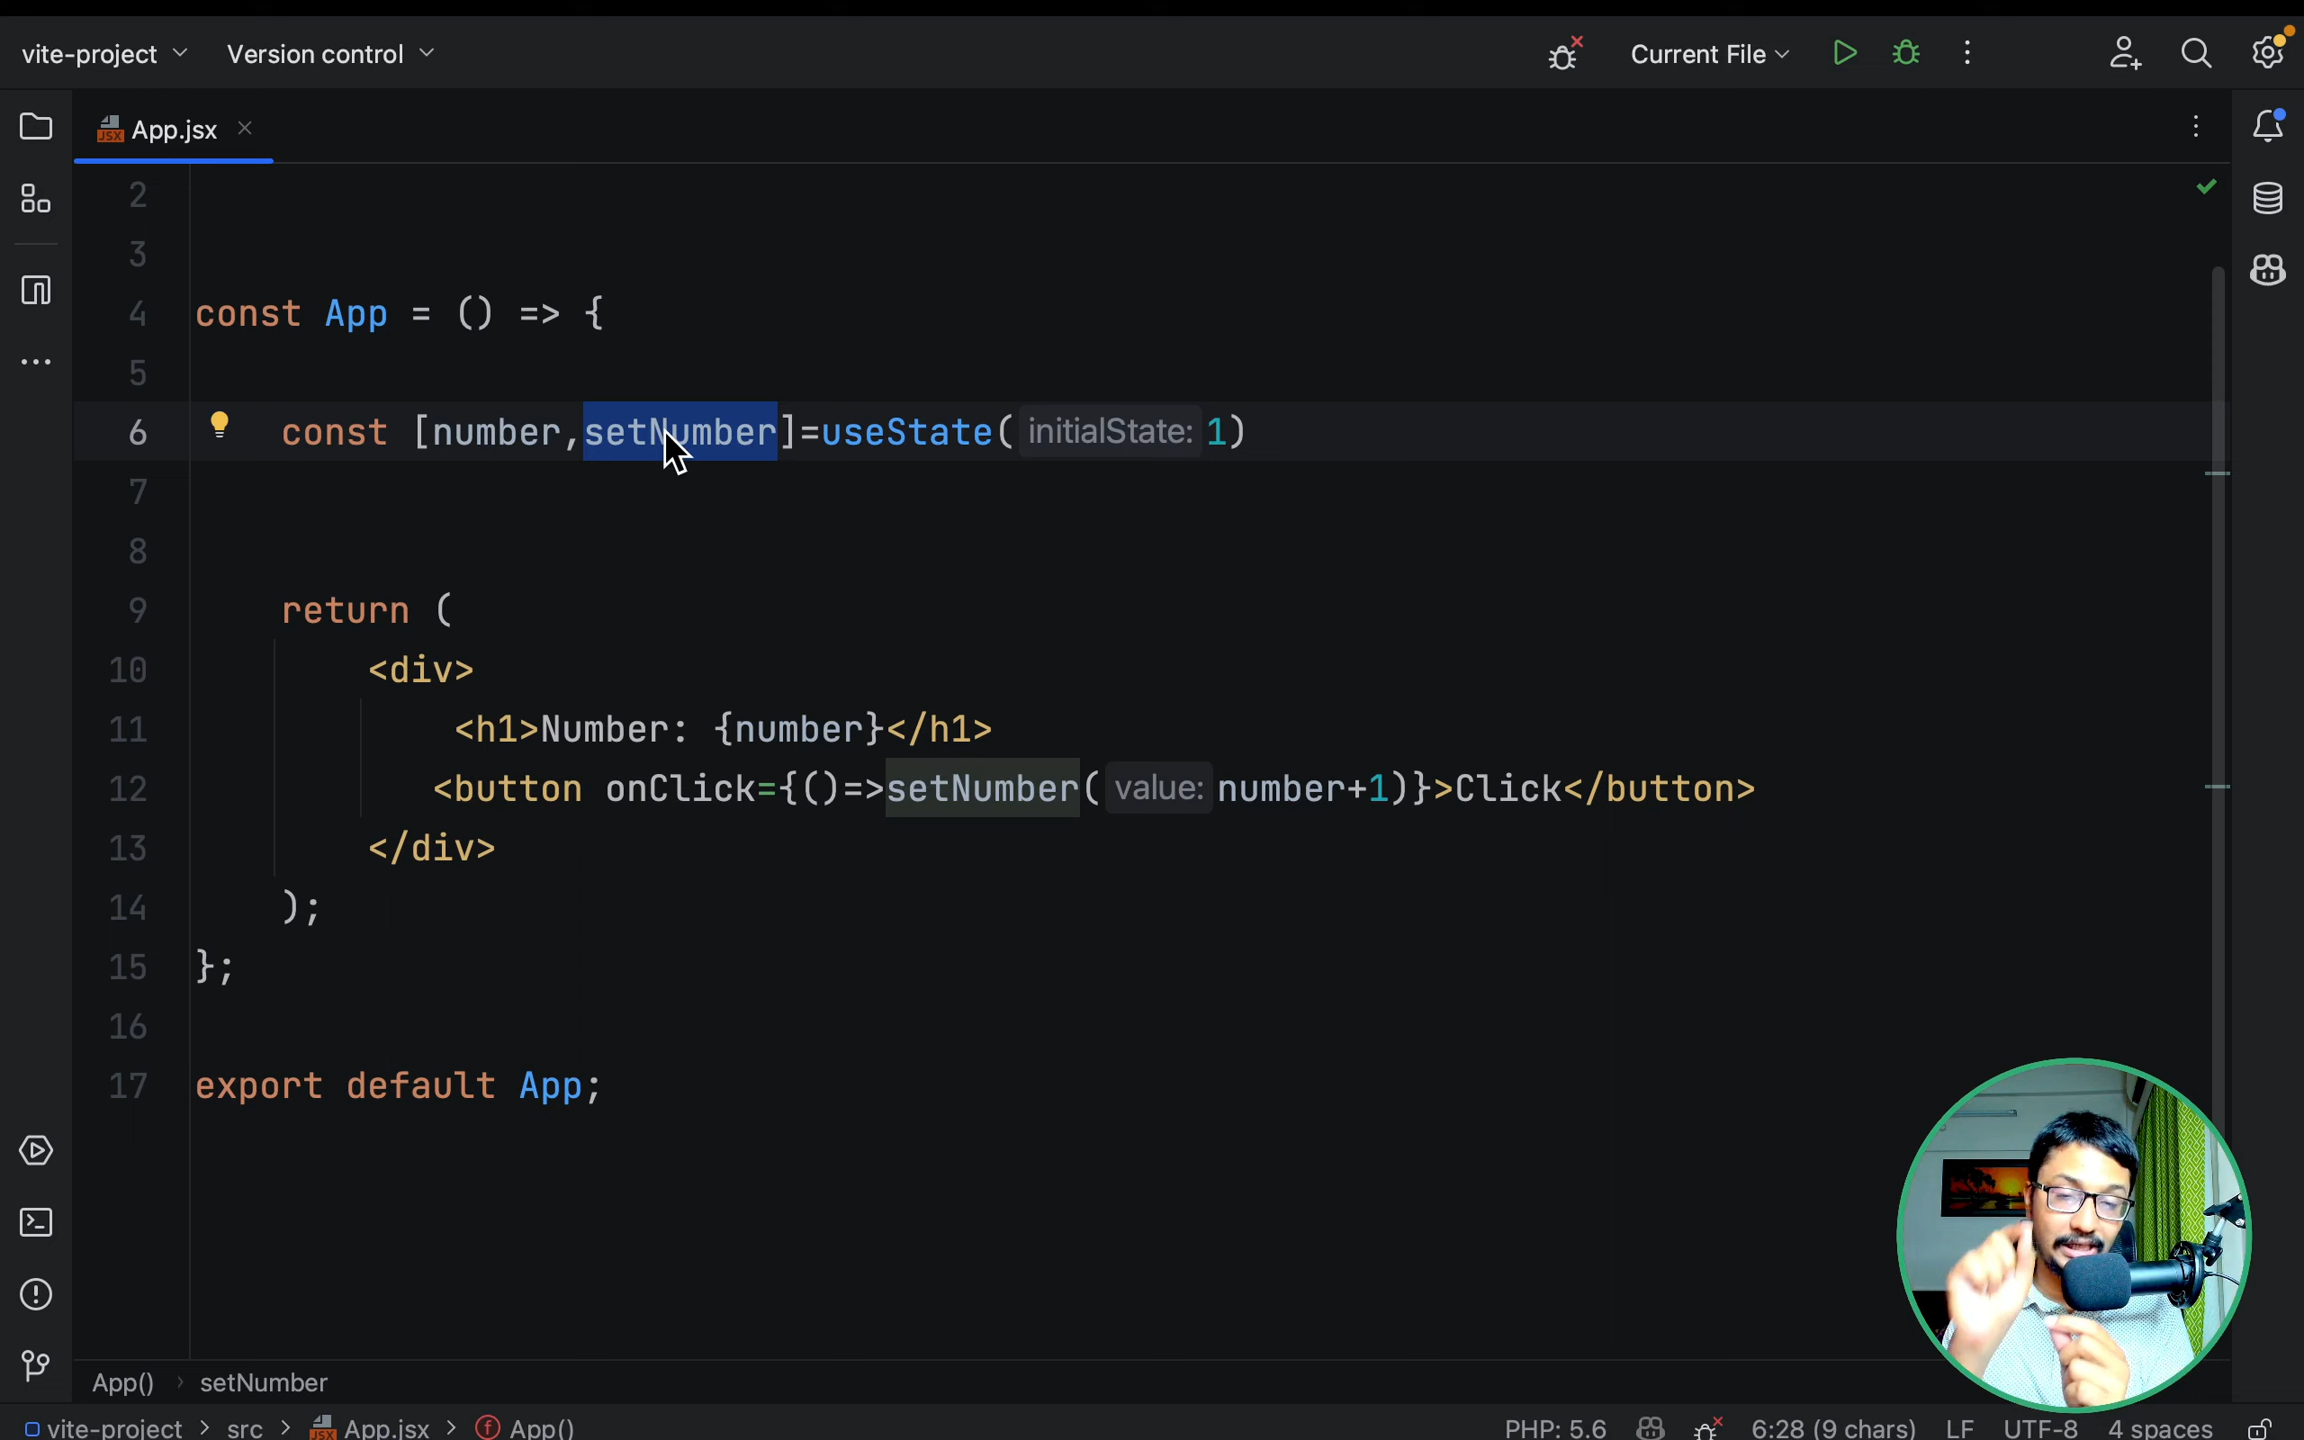 vite-project Version control Current File
App.jsx
2
3
4 const App = () => {
5
6 const [number,setNumber]=useState( initialState: 1)
7
8
9 return (
10 <div>
11 <h1>Number: {number}</h1>
12 <button onClick={()=>setNumber( value: number+1)}>Click</button>
13 </div>
14 );
15 };
16
17 export default App;
App() › setNumber
vite-project > src > App.jsx > App() PHP: 5.6 6:28 (9 chars) LF UTF-8 4 spaces